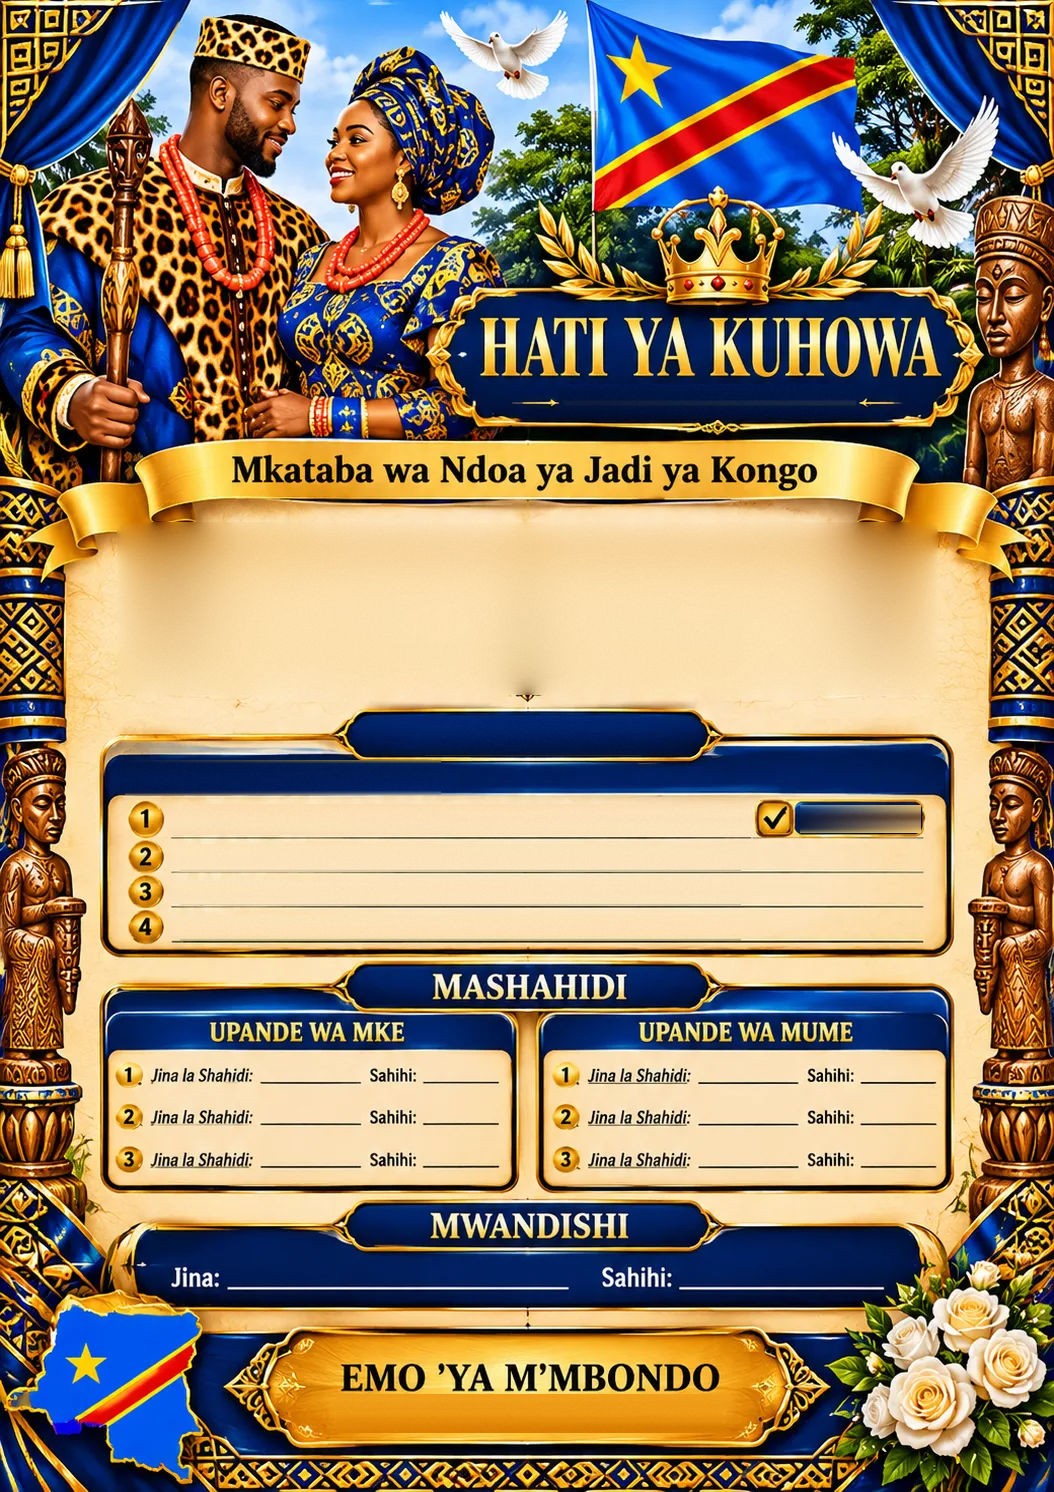 HATI YA KUHOWA
Mkataba wa Ndoa ya Jadi ya Kongo
1
2
3
4
MASHAHIDI
UPANDE WA MKE
1 Jina la Shahidi: Sahihi:
2 Jina la Shahidi: Sahihi:
3 Jina la Shahidi: Sahihi:
UPANDE WA MUME
1 Jina la Shahidi: Sahihi:
2 Jina la Shahidi: Sahihi:
3 Jina la Shahidi: Sahihi:
MWANDISHI
Jina: Sahihi:
EMO ’YA M’MBONDO